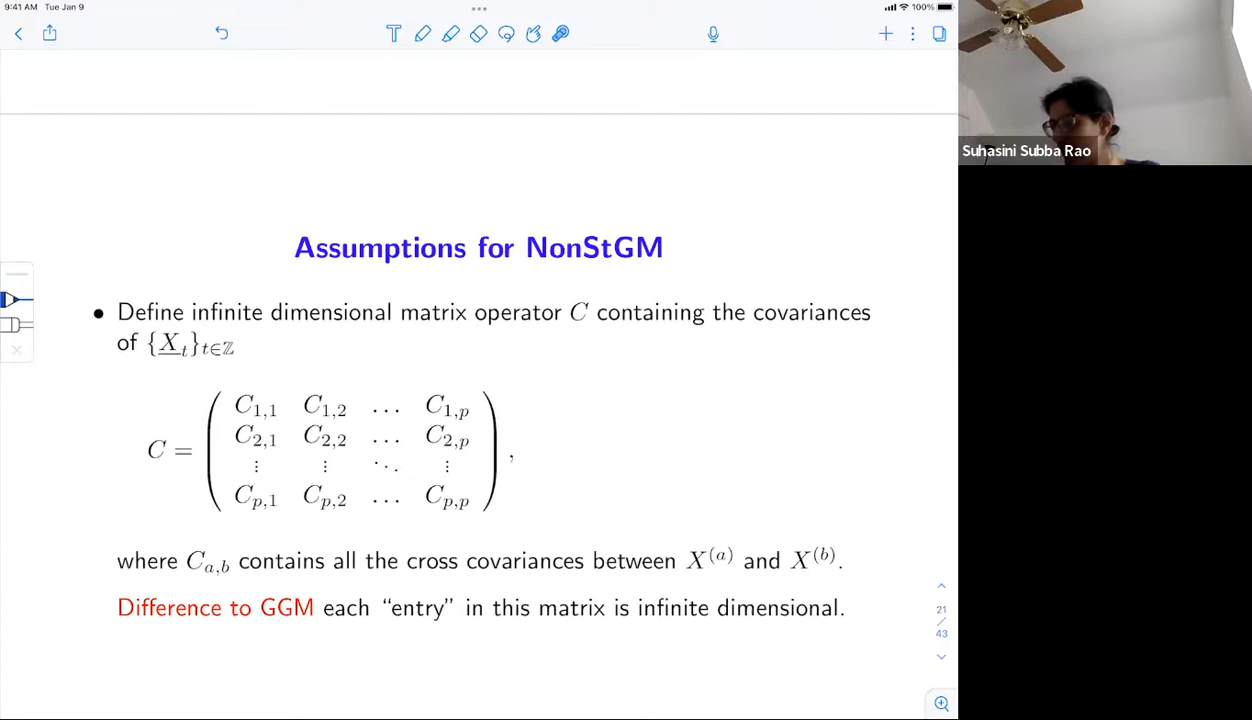 9:41 AM Tue Jan 9
100%
Suhasini Subba Rao
Assumptions for NonStGM
• Define infinite dimensional matrix operator C containing the covariances
of {X_t}_{t∈ℤ}
C = ( C_{1,1} C_{1,2} … C_{1,p}
C_{2,1} C_{2,2} … C_{2,p}
⋮ ⋮ ⋱ ⋮
C_{p,1} C_{p,2} … C_{p,p} ),
where C_{a,b} contains all the cross covariances between X^{(a)} and X^{(b)}.
Difference to GGM each “entry” in this matrix is infinite dimensional.
21
/
43